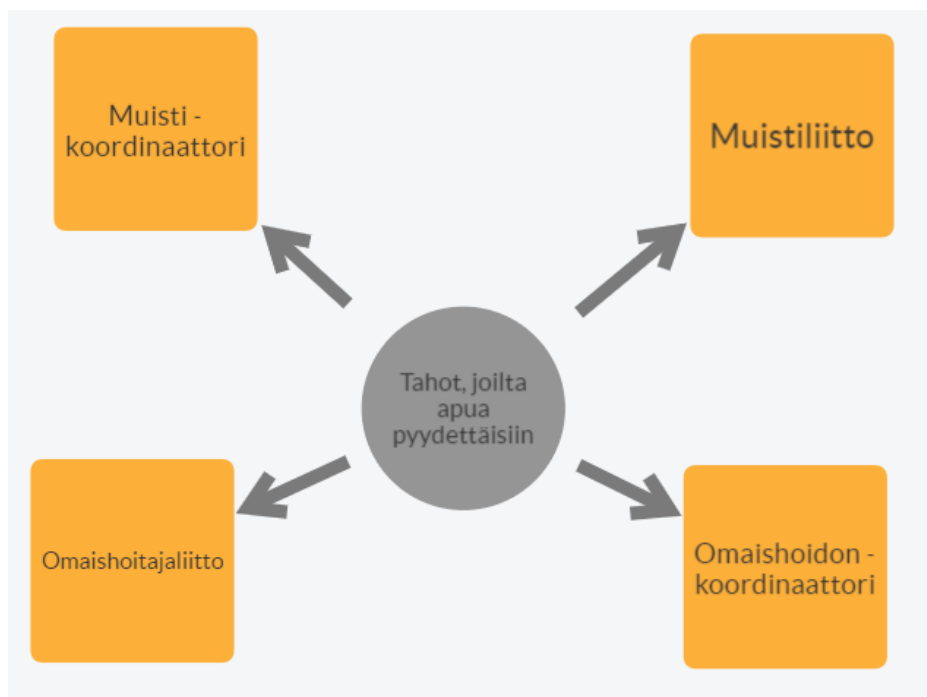 Muisti -
koordinaattori
Muistiliitto
Tahot, joilta
apua
pyydettäisiin
Omaishoitajaliitto
Omaishoidon -
koordinaattori